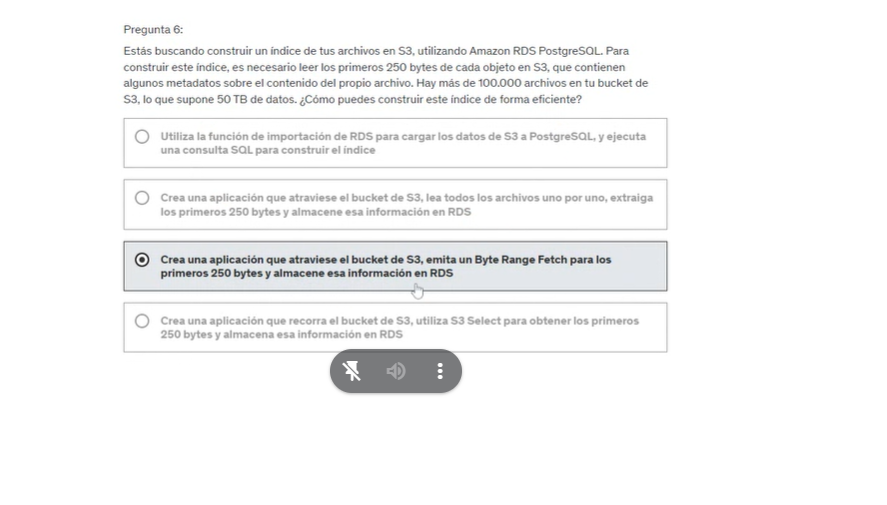 Pregunta 6:
Estás buscando construir un índice de tus archivos en S3, utilizando Amazon RDS PostgreSQL. Para
construir este índice, es necesario leer los primeros 250 bytes de cada objeto en S3, que contienen
algunos metadatos sobre el contenido del propio archivo. Hay más de 100.000 archivos en tu bucket de
S3, lo que supone 50 TB de datos. ¿Cómo puedes construir este índice de forma eficiente?
Utiliza la función de importación de RDS para cargar los datos de S3 a PostgreSQL, y ejecuta
una consulta SQL para construir el índice
Crea una aplicación que atraviese el bucket de S3, lea todos los archivos uno por uno, extraiga
los primeros 250 bytes y almacene esa información en RDS
Crea una aplicación que atraviese el bucket de S3, emita un Byte Range Fetch para los
primeros 250 bytes y almacene esa información en RDS
Crea una aplicación que recorra el bucket de S3, utiliza S3 Select para obtener los primeros
250 bytes y almacena esa información en RDS